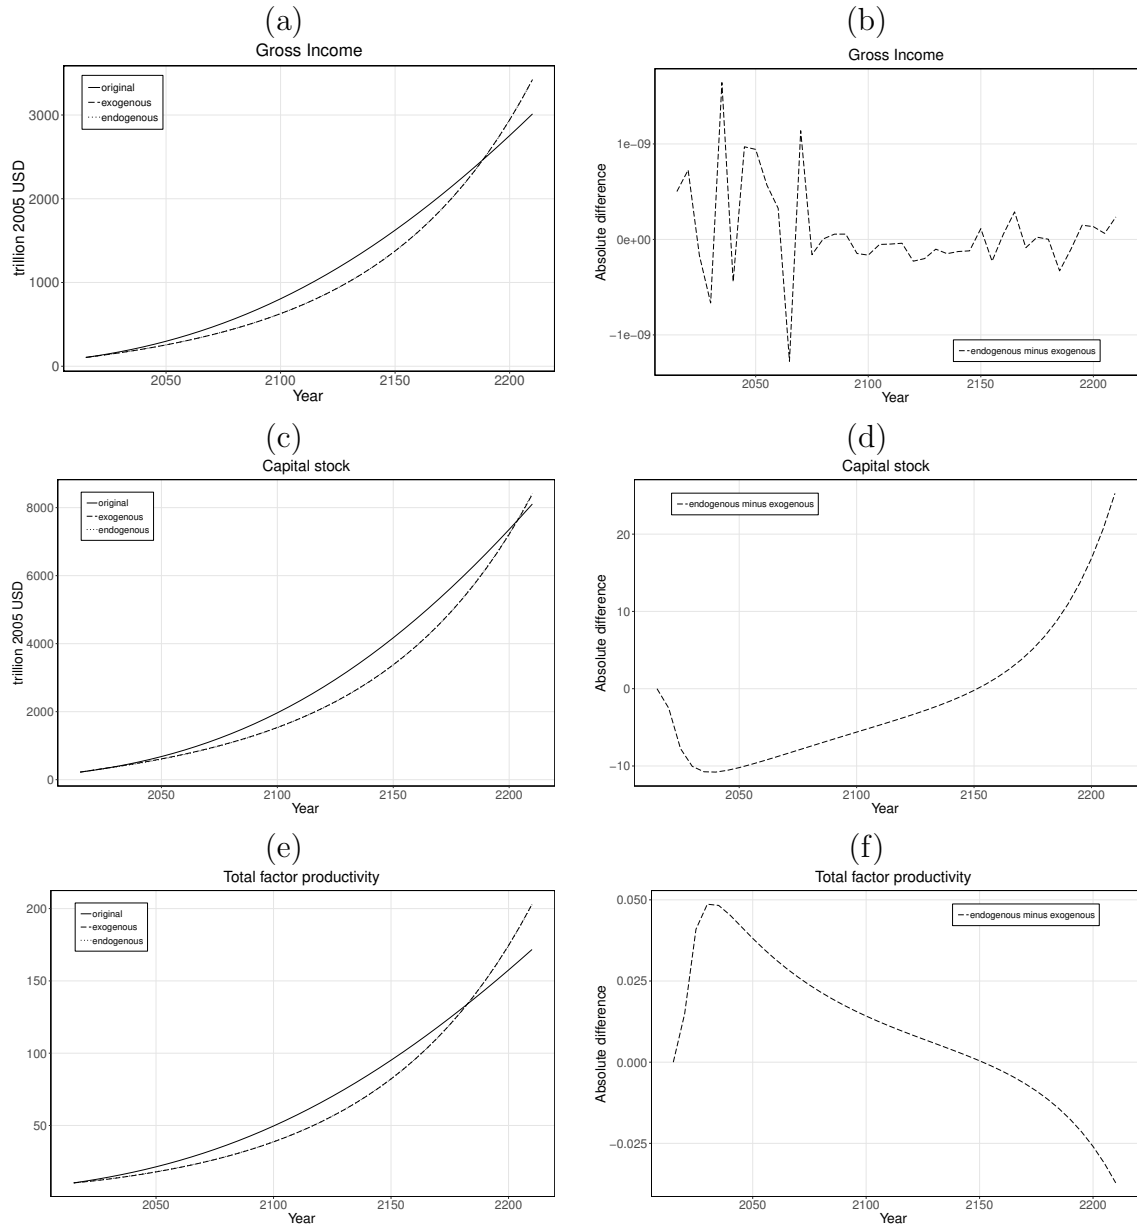 (a)
Gross Income
original
exogenous
endogenous
trillion 2005 USD
3000
2000
1000
0
2050
2100
2150
2200
Year
(b)
Gross Income
Absolute difference
1e−09
0e+00
−1e−09
endogenous minus exogenous
2050
2100
2150
2200
Year
(c)
Capital stock
original
exogenous
endogenous
trillion 2005 USD
8000
6000
4000
2000
0
2050
2100
2150
2200
Year
(d)
Capital stock
endogenous minus exogenous
Absolute difference
20
10
0
−10
2050
2100
2150
2200
Year
(e)
Total factor productivity
original
exogenous
endogenous
200
150
100
50
2050
2100
2150
2200
Year
(f)
Total factor productivity
endogenous minus exogenous
Absolute difference
0.050
0.025
0.000
−0.025
2050
2100
2150
2200
Year